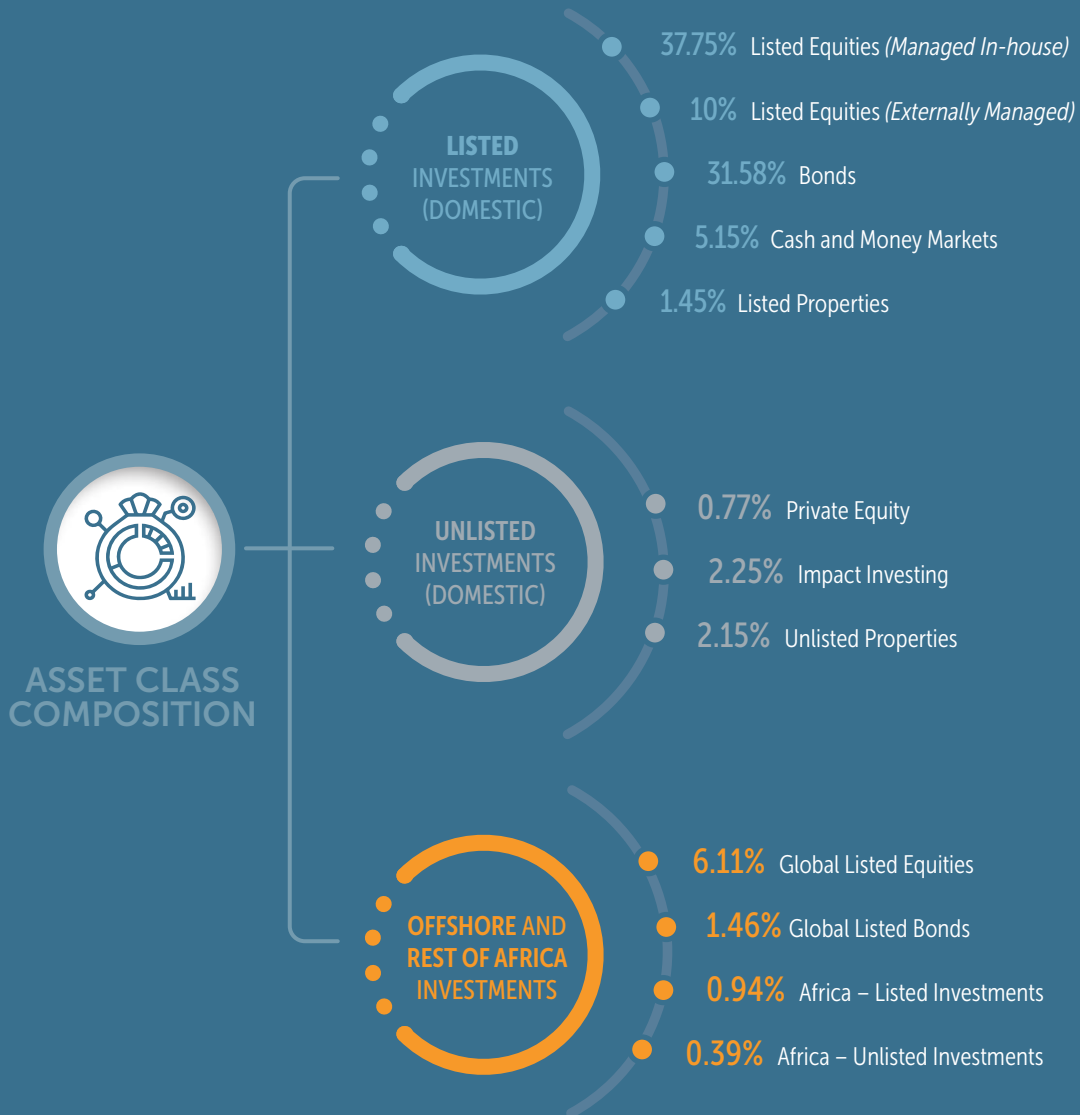 37.75% Listed Equities (Managed In-house)
10% Listed Equities (Externally Managed)
31.58% Bonds
5.15% Cash and Money Markets
1.45% Listed Properties
LISTED
INVESTMENTS
(DOMESTIC)
0.77% Private Equity
2.25% Impact Investing
2.15% Unlisted Properties
UNLISTED
INVESTMENTS
(DOMESTIC)
ASSET CLASS
COMPOSITION
6.11% Global Listed Equities
1.46% Global Listed Bonds
0.94% Africa – Listed Investments
0.39% Africa – Unlisted Investments
OFFSHORE AND
REST OF AFRICA
INVESTMENTS